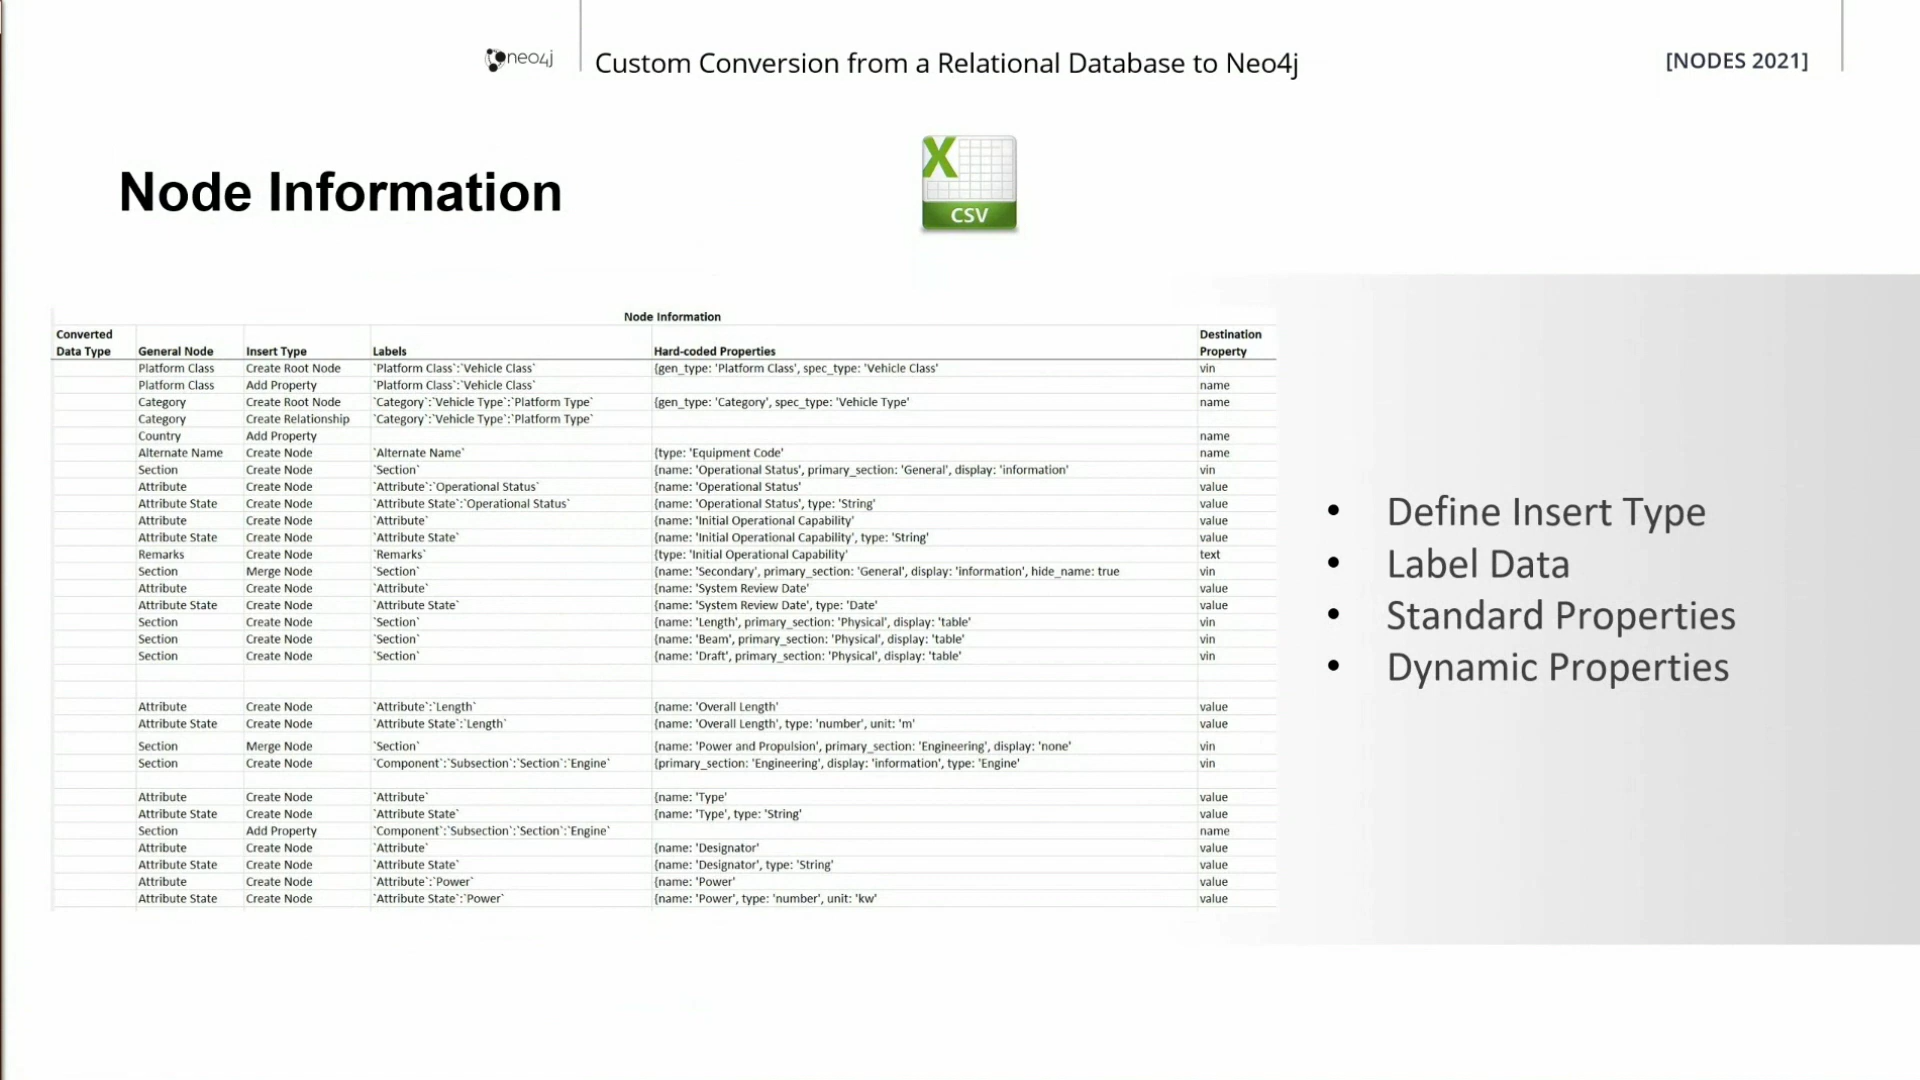 neo4j
Custom Conversion from a Relational Database to Neo4j
[NODES 2021]
Node Information
X
CSV
Node Information
Converted Data Type General Node Insert Type Labels Hard-coded Properties Destination Property
Platform Class Create Root Node `Platform Class`:`Vehicle Class` {gen_type: 'Platform Class', spec_type: 'Vehicle Class' vin
Platform Class Add Property `Platform Class`:`Vehicle Class` name
Category Create Root Node `Category`:`Vehicle Type`:`Platform Type` {gen_type: 'Category', spec_type: 'Vehicle Type' name
Category Create Relationship `Category`:`Vehicle Type`:`Platform Type`
Country Add Property name
Alternate Name Create Node `Alternate Name` {type: 'Equipment Code' name
Section Create Node `Section` {name: 'Operational Status', primary_section: 'General', display: 'information' vin
Attribute Create Node `Attribute`:`Operational Status` {name: 'Operational Status' value
Attribute State Create Node `Attribute State`:`Operational Status` {name: 'Operational Status', type: 'String' value
Attribute Create Node `Attribute` {name: 'Initial Operational Capability' value
Attribute State Create Node `Attribute State` {name: 'Initial Operational Capability', type: 'String' value
Remarks Create Node `Remarks` {type: 'Initial Operational Capability' text
Section Merge Node `Section` {name: 'Secondary', primary_section: 'General', display: 'information', hide_name: true vin
Attribute Create Node `Attribute` {name: 'System Review Date' value
Attribute State Create Node `Attribute State` {name: 'System Review Date', type: 'Date' value
Section Create Node `Section` {name: 'Length', primary_section: 'Physical', display: 'table' vin
Section Create Node `Section` {name: 'Beam', primary_section: 'Physical', display: 'table' vin
Section Create Node `Section` {name: 'Draft', primary_section: 'Physical', display: 'table' vin
Attribute Create Node `Attribute`:`Length` {name: 'Overall Length' value
Attribute State Create Node `Attribute State`:`Length` {name: 'Overall Length', type: 'number', unit: 'm' value
Section Merge Node `Section` {name: 'Power and Propulsion', primary_section: 'Engineering', display: 'none' vin
Section Create Node `Component`:`Subsection`:`Section`:`Engine` {primary_section: 'Engineering', display: 'information', type: 'Engine' vin
Attribute Create Node `Attribute` {name: 'Type' value
Attribute State Create Node `Attribute State` {name: 'Type', type: 'String' value
Section Add Property `Component`:`Subsection`:`Section`:`Engine` name
Attribute Create Node `Attribute` {name: 'Designator' value
Attribute State Create Node `Attribute State` {name: 'Designator', type: 'String' value
Attribute Create Node `Attribute`:`Power` {name: 'Power' value
Attribute State Create Node `Attribute State`:`Power` {name: 'Power', type: 'number', unit: 'kw' value
• Define Insert Type
• Label Data
• Standard Properties
• Dynamic Properties